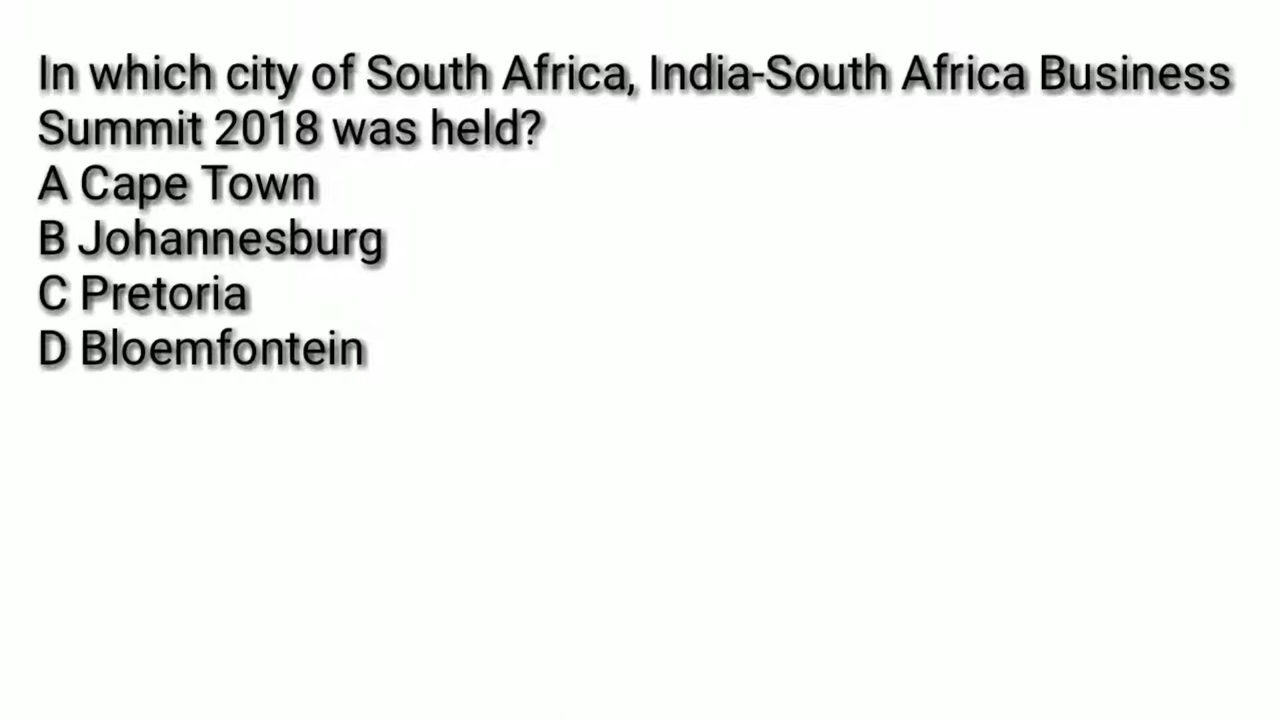 In which city of South Africa, India-South Africa Business
Summit 2018 was held?
A Cape Town
B Johannesburg
C Pretoria
D Bloemfontein